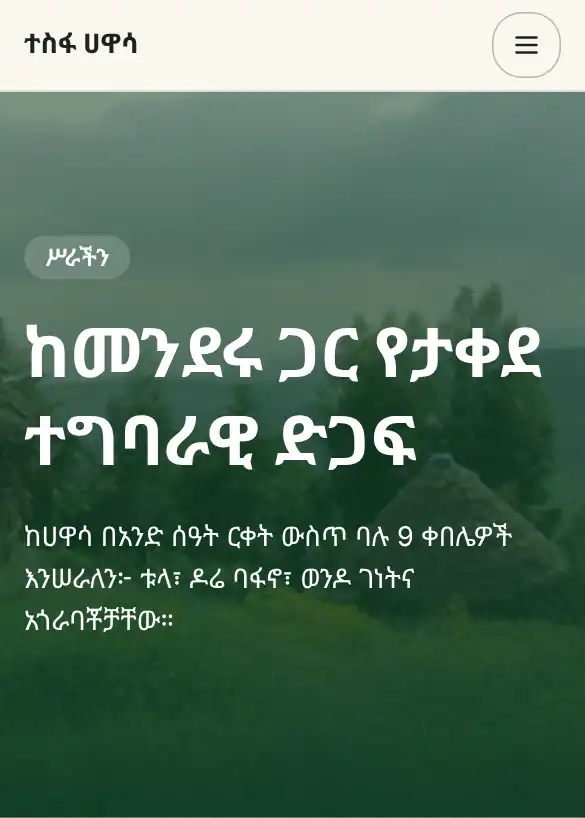 ተስፋ ሀዋሳ
ሥራችን
ከመንደሩ ጋር የታቀደ
ተግባራዊ ድጋፍ
ከሀዋሳ በአንድ ሰዓት ርቀት ውስጥ ባሉ 9 ቀበሌዎች
እንሠራለን፦ ቱላ፣ ዶሬ ባፋኖ፣ ወንዶ ገነትና
አጎራባቾቻቸው።